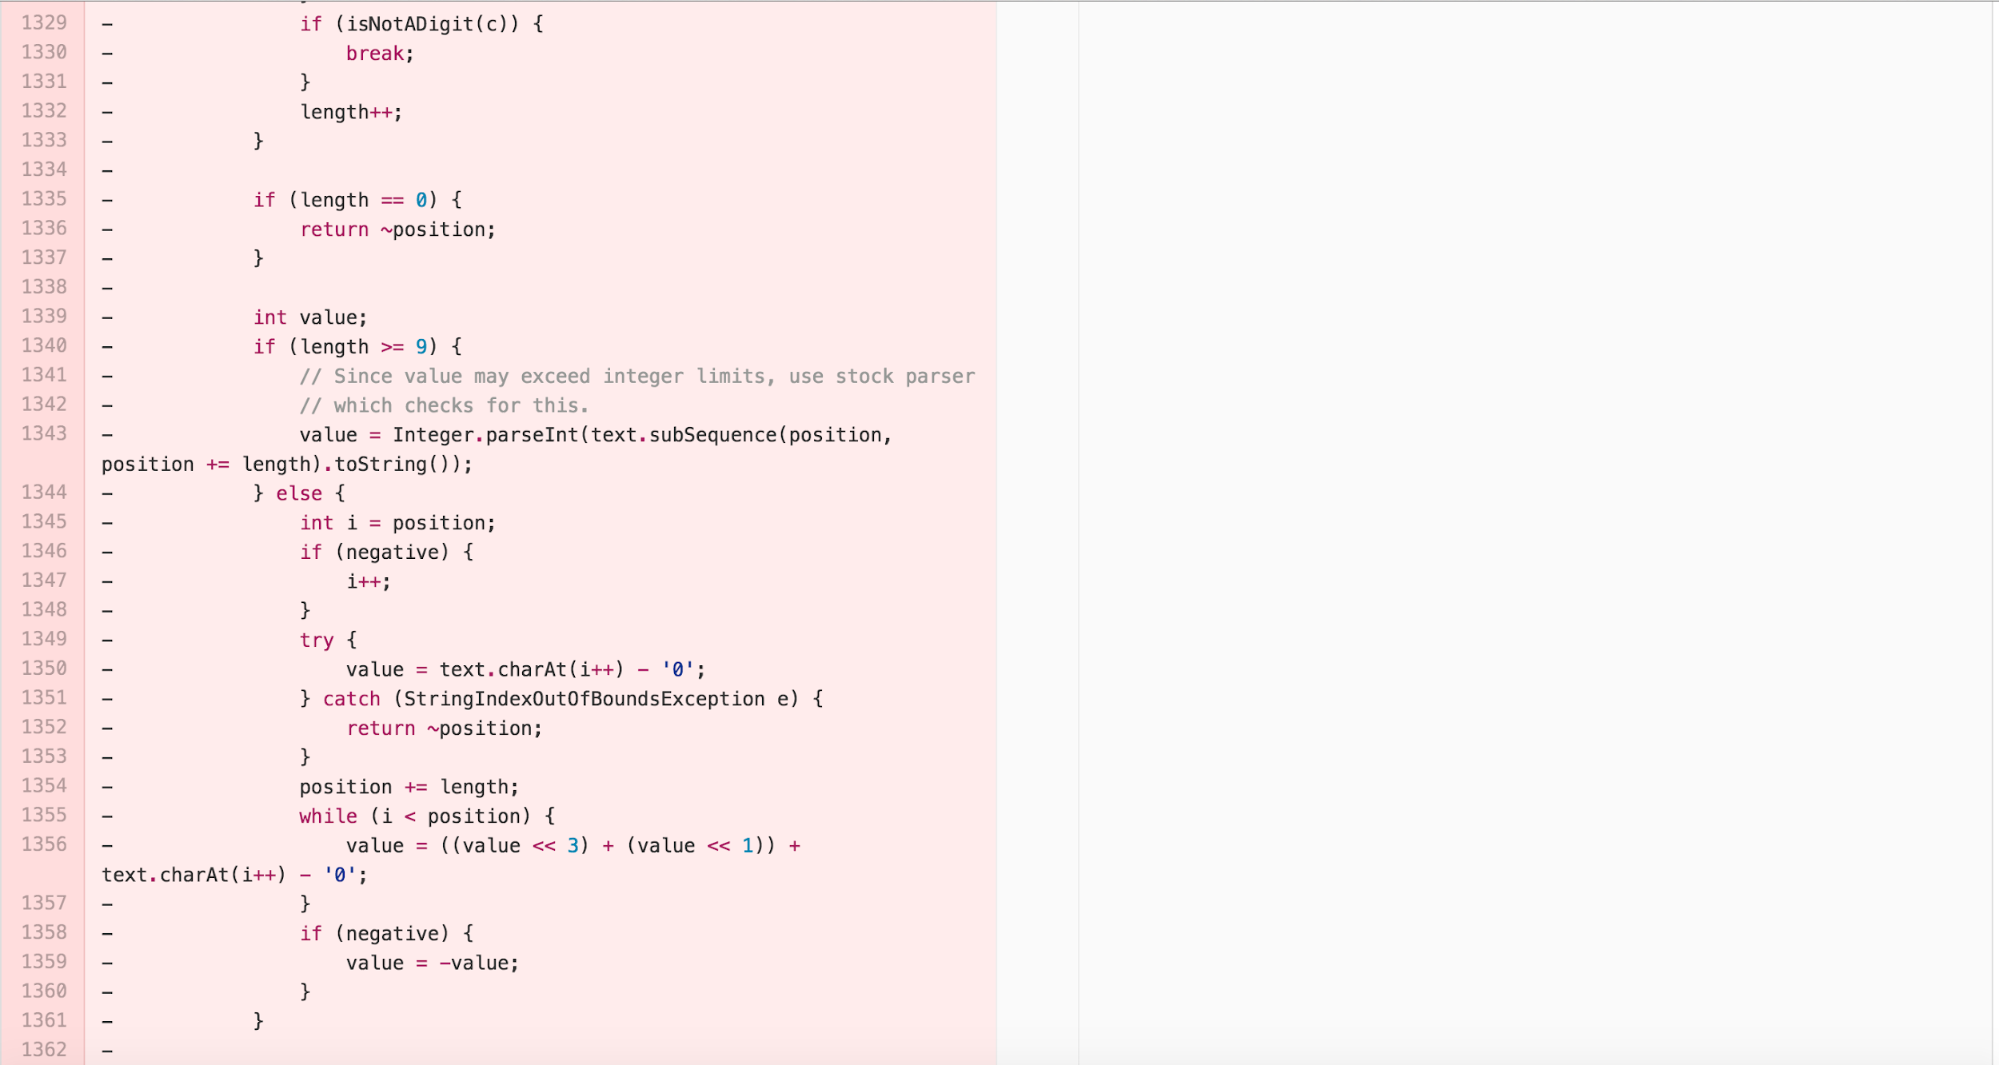 1329 - if (isNotADigit(c)) {
1330 - break;
1331 - }
1332 - length++;
1333 - }
1334 -
1335 - if (length == 0) {
1336 - return ~position;
1337 - }
1338 -
1339 - int value;
1340 - if (length >= 9) {
1341 - // Since value may exceed integer limits, use stock parser
1342 - // which checks for this.
1343 - value = Integer.parseInt(text.subSequence(position,
position += length).toString());
1344 - } else {
1345 - int i = position;
1346 - if (negative) {
1347 - i++;
1348 - }
1349 - try {
1350 - value = text.charAt(i++) - '0';
1351 - } catch (StringIndexOutOfBoundsException e) {
1352 - return ~position;
1353 - }
1354 - position += length;
1355 - while (i < position) {
1356 - value = ((value << 3) + (value << 1)) +
text.charAt(i++) - '0';
1357 - }
1358 - if (negative) {
1359 - value = -value;
1360 - }
1361 - }
1362 -